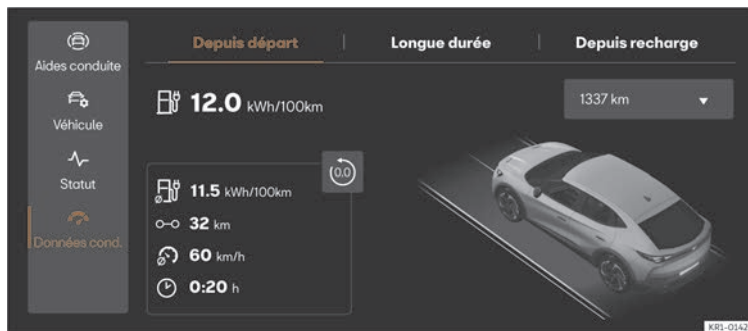 Aides conduite
Véhicule
Statut
Données cond.
Depuis départ
Longue durée
Depuis recharge
12.0 kWh/100km
1337 km
0.0
11.5 kWh/100km
32 km
60 km/h
0:20 h
KR1-0142